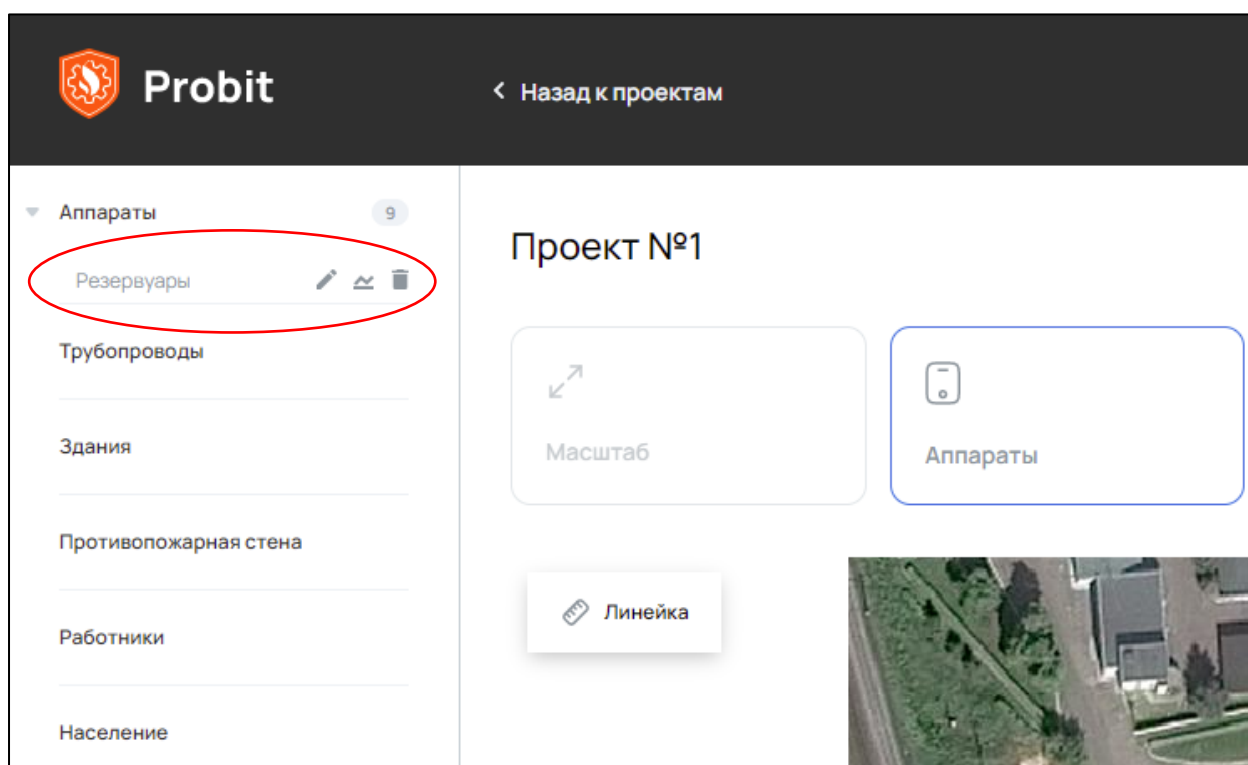 Probit
Назад к проектам
Аппараты 9
Резервуары
Трубопроводы
Здания
Противопожарная стена
Работники
Население
Проект №1
Масштаб
Аппараты
Линейка